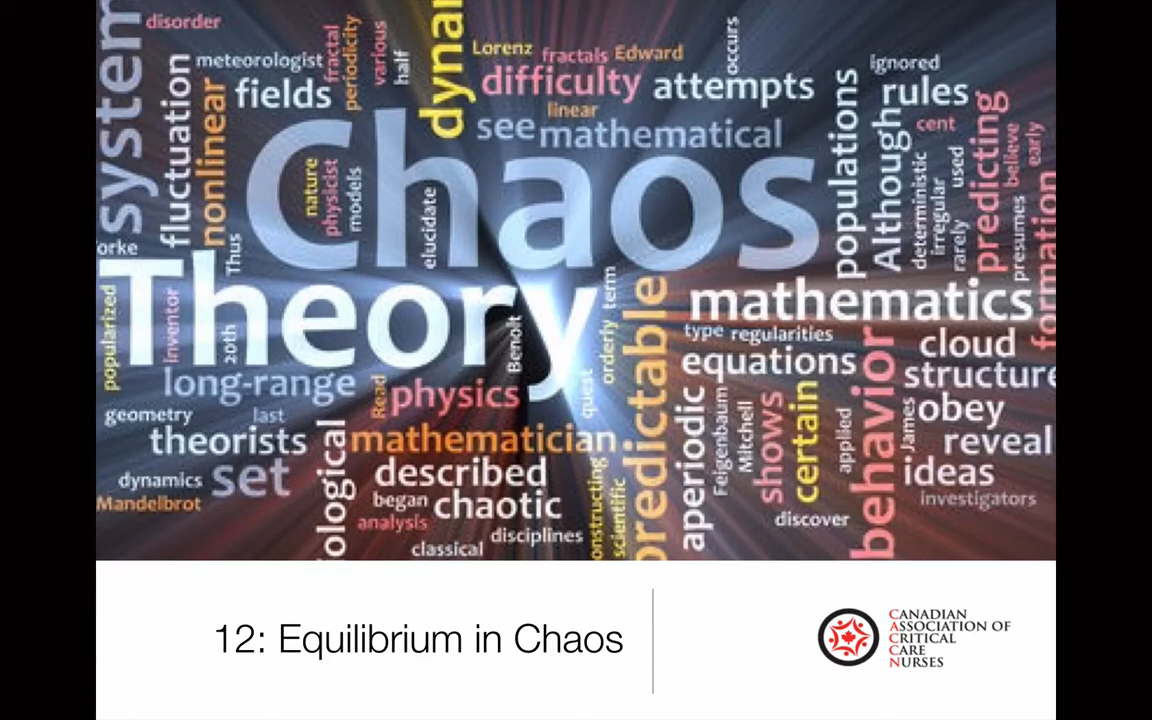 disorder
system
meteorologist
fluctuation
nonlinear
fields
fractal
periodicity
various
half
dynam
Lorenz
fractals
Edward
difficulty
linear
attempts
occurs
see
mathematical
Chaos
nature
physicist
models
elucidate
populations
ignored
rules
Although
cent
deterministic
irregular
used
rarely
predicting
believe
presumes
early
formation
orke
Thus
Theory
popularized
inventor
20th
Benoit
term
orderly
quest
predictable
mathematics
type
regularities
equations
cloud
structure
long-range
Read
physics
geometry
last
theorists
mathematician
dynamics
set
Mandelbrot
ological
described
began
chaotic
analysis
classical
disciplines
onstructing
scientific
aperiodic
Feigenbaum
Mitchell
shows
certain
applied
discover
behavior
James
obey
reveal
ideas
investigators
12: Equilibrium in Chaos
CANADIAN
ASSOCIATION OF
CRITICAL
CARE
NURSES